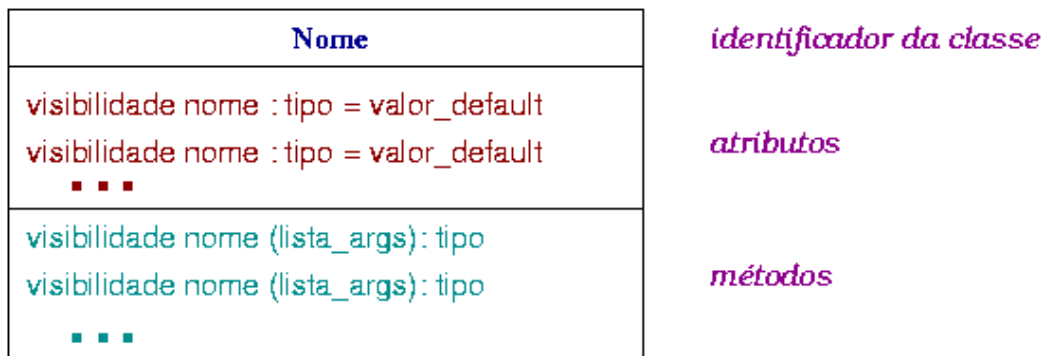 Nome
identificador da classe
visibilidade nome : tipo = valor_default
visibilidade nome : tipo = valor_default
...
atributos
visibilidade nome (lista_args): tipo
visibilidade nome (lista_args): tipo
...
métodos